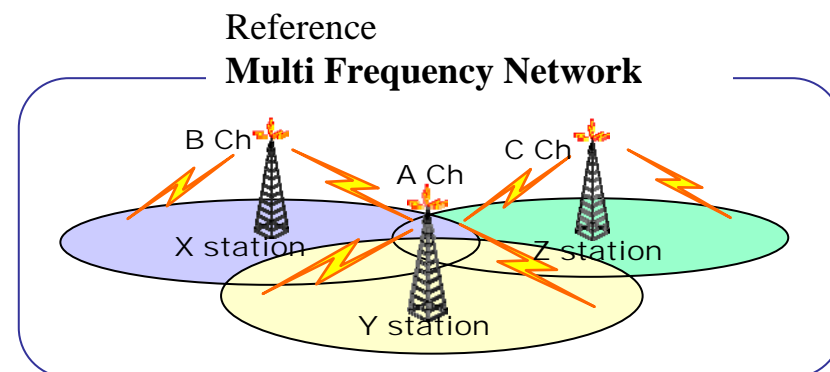 Reference
Multi Frequency Network
B Ch
C Ch
A Ch
X station
Z station
Y station